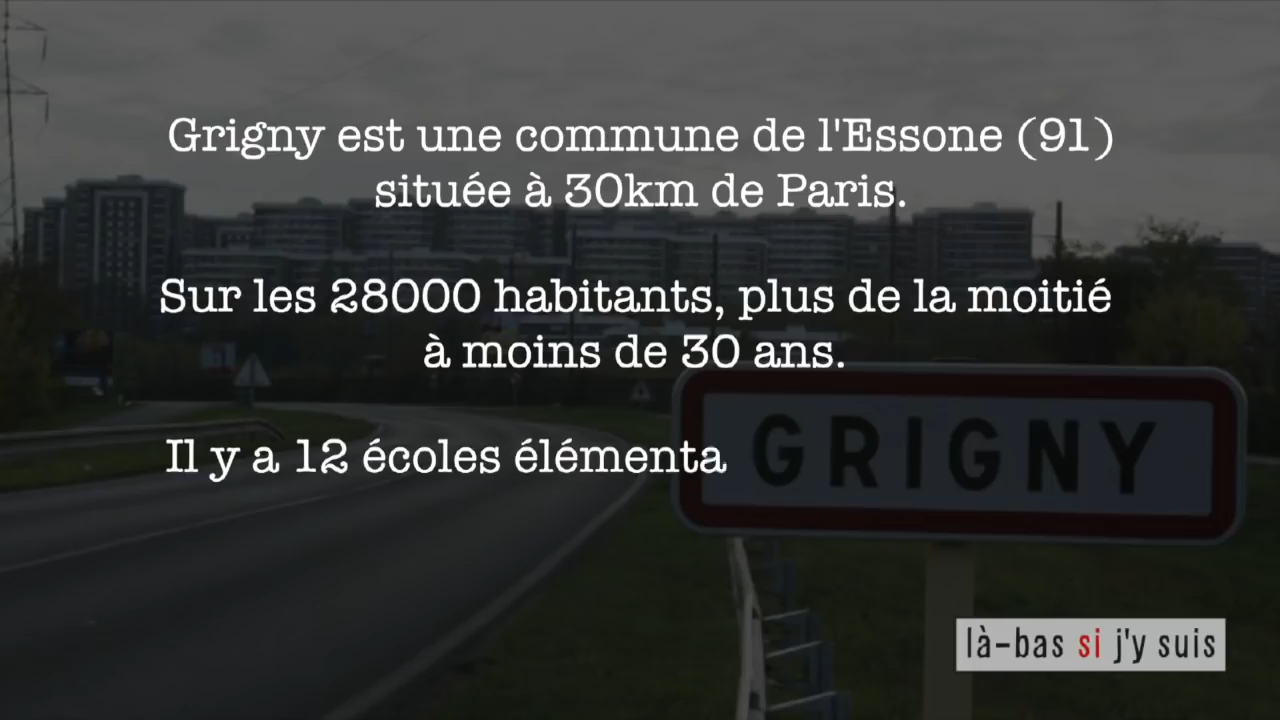 Grigny est une commune de l'Essone (91)
située à 30km de Paris.
Sur les 28000 habitants, plus de la moitié
à moins de 30 ans.
Il y a 12 écoles élémenta
GRIGNY
là-bas si j'y suis